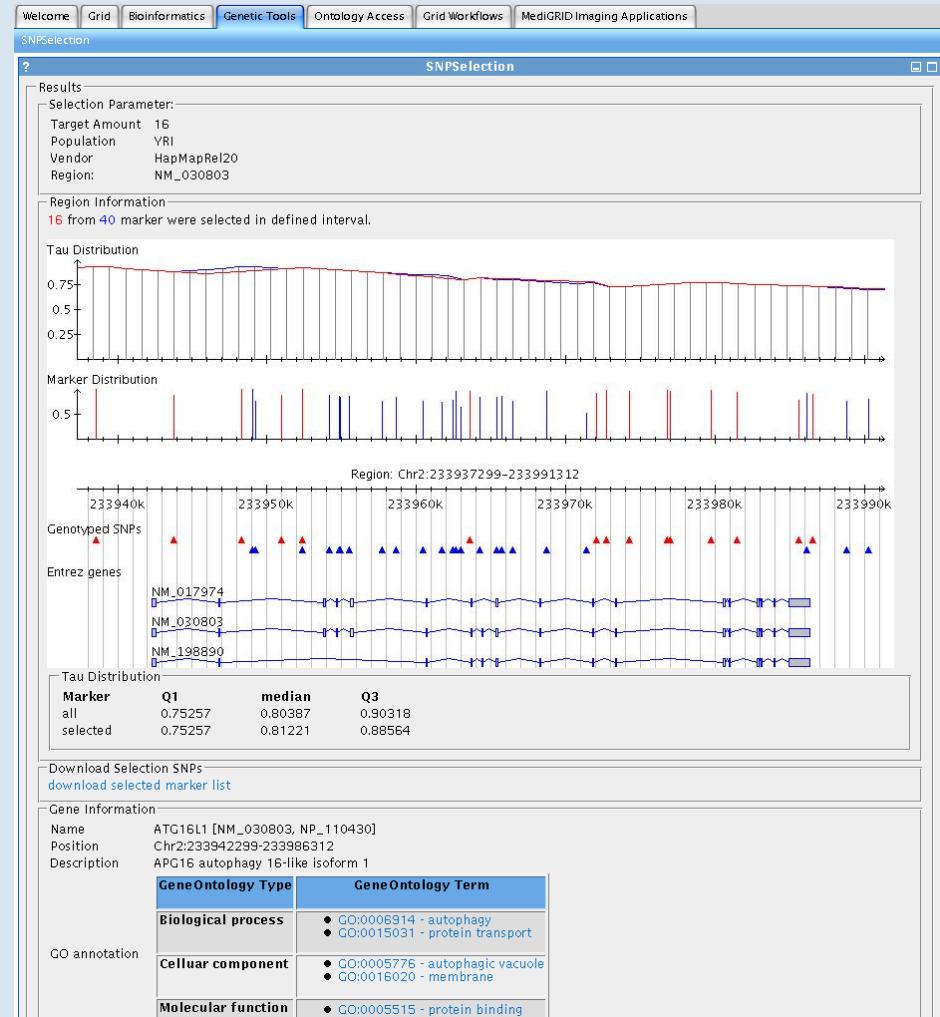 Welcome Grid Bioinformatics Genetic Tools Ontology Access Grid Workflows MediGRID Imaging Applications
SNPSelection
? SNPSelection
Results
Selection Parameter:
Target Amount 16
Population YRI
Vendor HapMapRel20
Region: NM_030803
Region Information
16 from 40 marker were selected in defined interval.
Tau Distribution
0.75
0.5
0.25
Marker Distribution
0.5
Region: Chr2:233937299-233991312
233940k 233950k 233960k 233970k 233980k 233990k
Genotyped SNPs
Entrez genes
NM_017974
NM_030803
NM_198890
Tau Distribution
Marker Q1 median Q3
all 0.75257 0.80387 0.90318
selected 0.75257 0.81221 0.88564
Download Selection SNPs
download selected marker list
Gene Information
Name ATG16L1 [NM_030803, NP_110430]
Position Chr2:233942299-233986312
Description APG16 autophagy 16-like isoform 1
GeneOntology Type GeneOntology Term
Biological process GO:0006914 - autophagy
GO:0015031 - protein transport
GO annotation
Celluar component GO:0005776 - autophagic vacuole
GO:0016020 - membrane
Molecular function GO:0005515 - protein binding